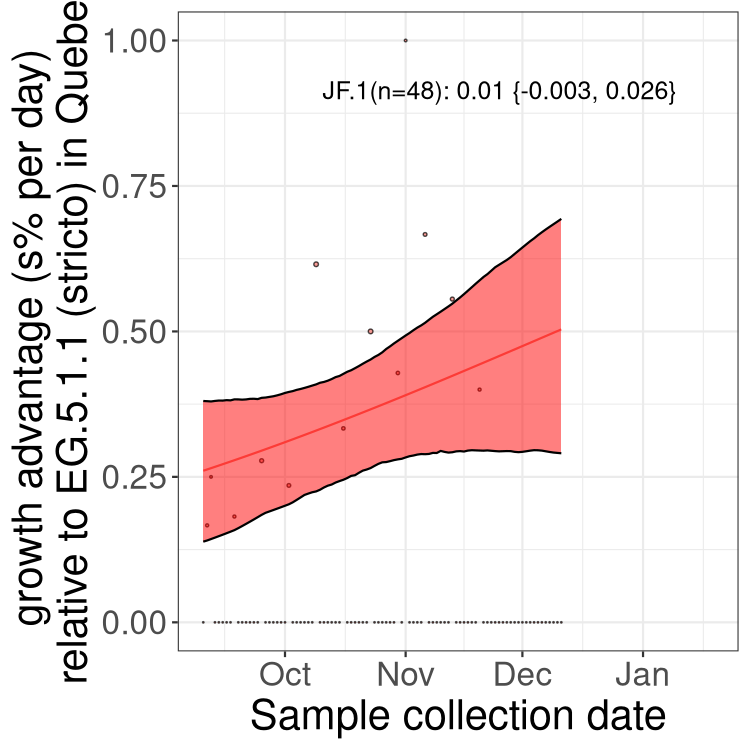 growth advantage (s% per day)
relative to EG.5.1.1 (stricto) in Quebe
1.00
0.75
0.50
0.25
0.00
JF.1(n=48): 0.01 {-0.003, 0.026}
Oct Nov Dec Jan
Sample collection date